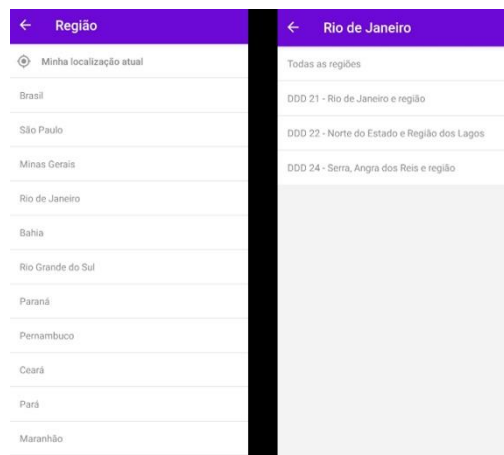 Região
Minha localização atual
Brasil
São Paulo
Minas Gerais
Rio de Janeiro
Bahia
Rio Grande do Sul
Paraná
Pernambuco
Ceará
Pará
Maranhão
Rio de Janeiro
Todas as regiões
DDD 21 - Rio de Janeiro e região
DDD 22 - Norte do Estado e Região dos Lagos
DDD 24 - Serra, Angra dos Reis e região